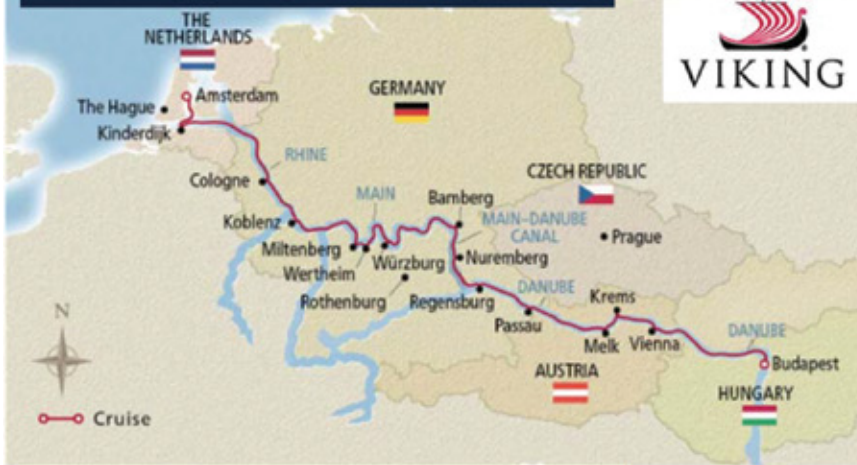 THE
NETHERLANDS
VIKING
GERMANY
Amsterdam
The Hague
Kinderdijk
RHINE
CZECH REPUBLIC
Cologne
MAIN
Bamberg
Koblenz
MAIN–DANUBE
CANAL
Prague
Miltenberg
Wertheim
Würzburg
Nuremberg
Rothenburg
Regensburg
DANUBE
Krems
N
Passau
Melk
Vienna
DANUBE
Budapest
AUSTRIA
HUNGARY
Cruise